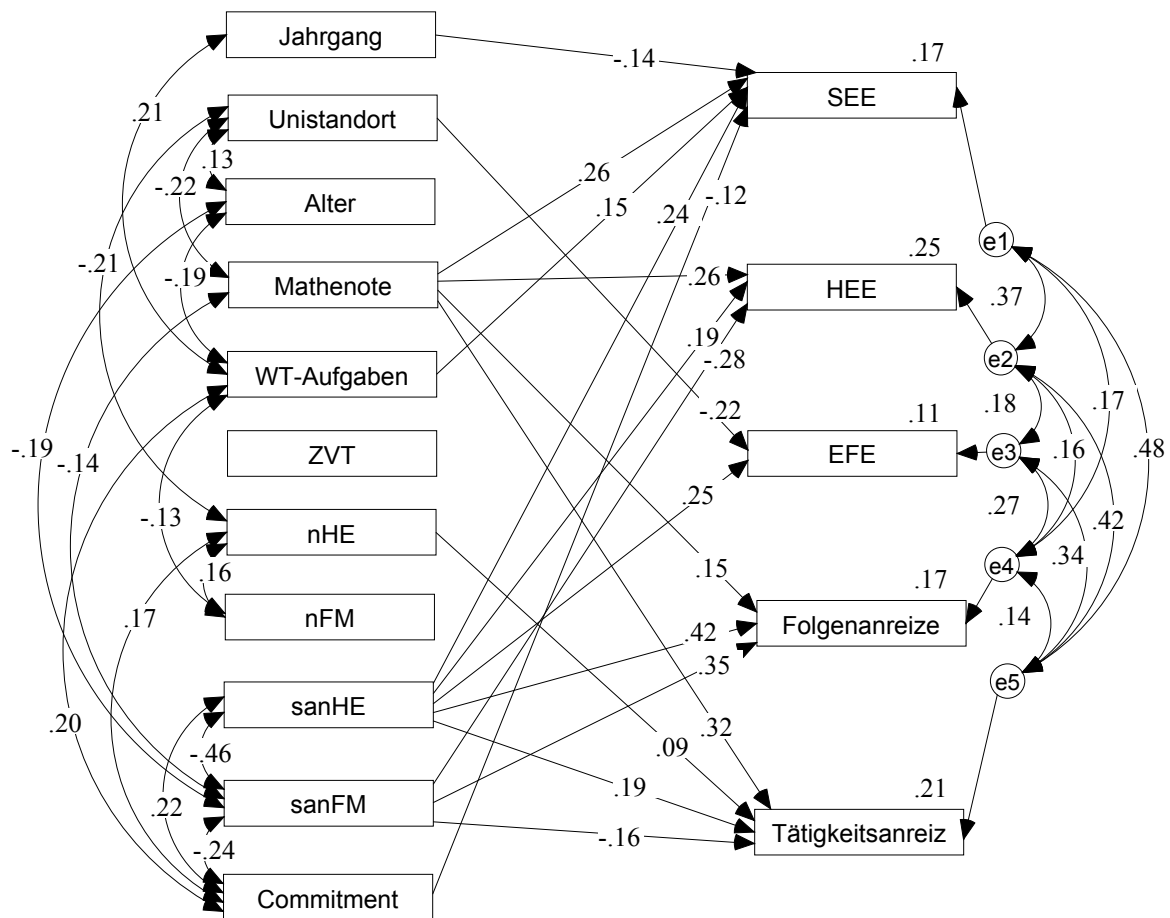 Jahrgang
.17
-.14
SEE
Unistandort
.21
.13
-.22
.26
-.12
Alter
.24
.15
e1
.25
-.21
-.19
Mathenote
.26
HEE
.37
.19
-.28
e2
WT-Aufgaben
.18
.17
-.22
.11
-.19
-.14
ZVT
EFE
e3
.16
.48
.25
-.13
.27
.42
nHE
.34
.16
e4
.15
.17
nFM
.17
.14
Folgenanreize
.42
.35
e5
sanHE
.20
.32
-.46
.09
.19
.21
sanFM
.22
Tätigkeitsanreiz
-.16
-.24
Commitment